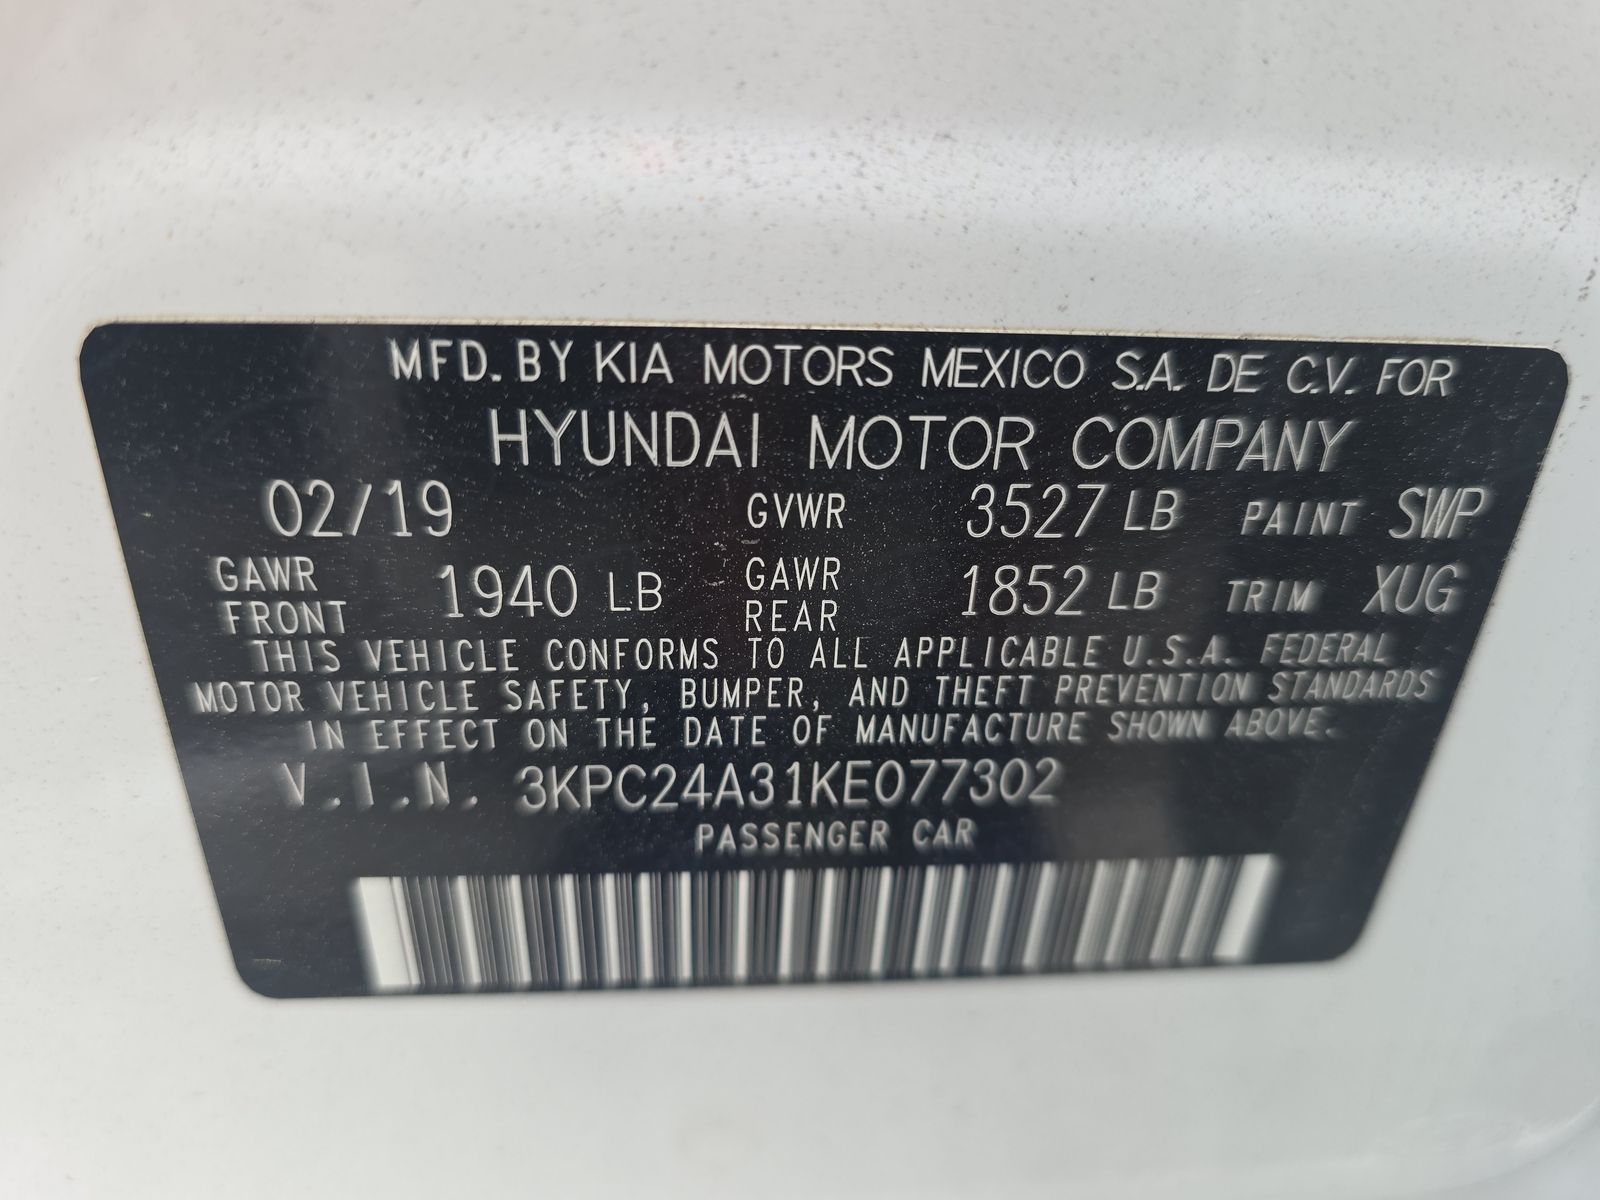 MFD. BY KIA MOTORS MEXICO S.A. DE C.V. FOR
HYUNDAI MOTOR COMPANY
02/19 GVWR 3527 LB PAINT SWP
GAWR FRONT 1940 LB GAWR REAR 1852 LB TRIM XUG
THIS VEHICLE CONFORMS TO ALL APPLICABLE U.S.A. FEDERAL
MOTOR VEHICLE SAFETY, BUMPER, AND THEFT PREVENTION STANDARDS
IN EFFECT ON THE DATE OF MANUFACTURE SHOWN ABOVE.
V.I.N. 3KPC24A31KE077302
PASSENGER CAR